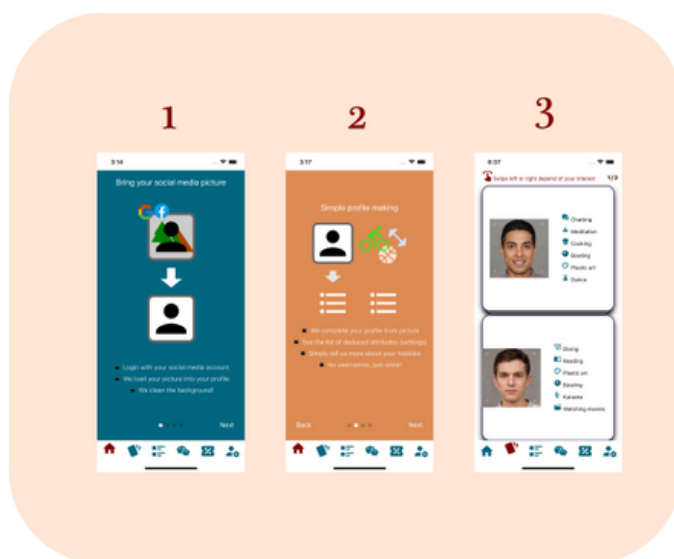 1
2
3
3:14
Bring your social media picture
Login with your social media account
We load your picture into your profile
We clean the background!
Next
3:17
Simple profile making
We complete your profile from picture
See the list of deduced attributes (settings)
Simply tell us more about your hobbies
No username, just smile!
Back
Next
6:37
Swipe left or right depend of your interest
1/3
Chatting
Meditation
Cooking
Bowling
Plastic art
Dance
Diving
Reading
Plastic art
Bowling
Karaoke
Watching movies